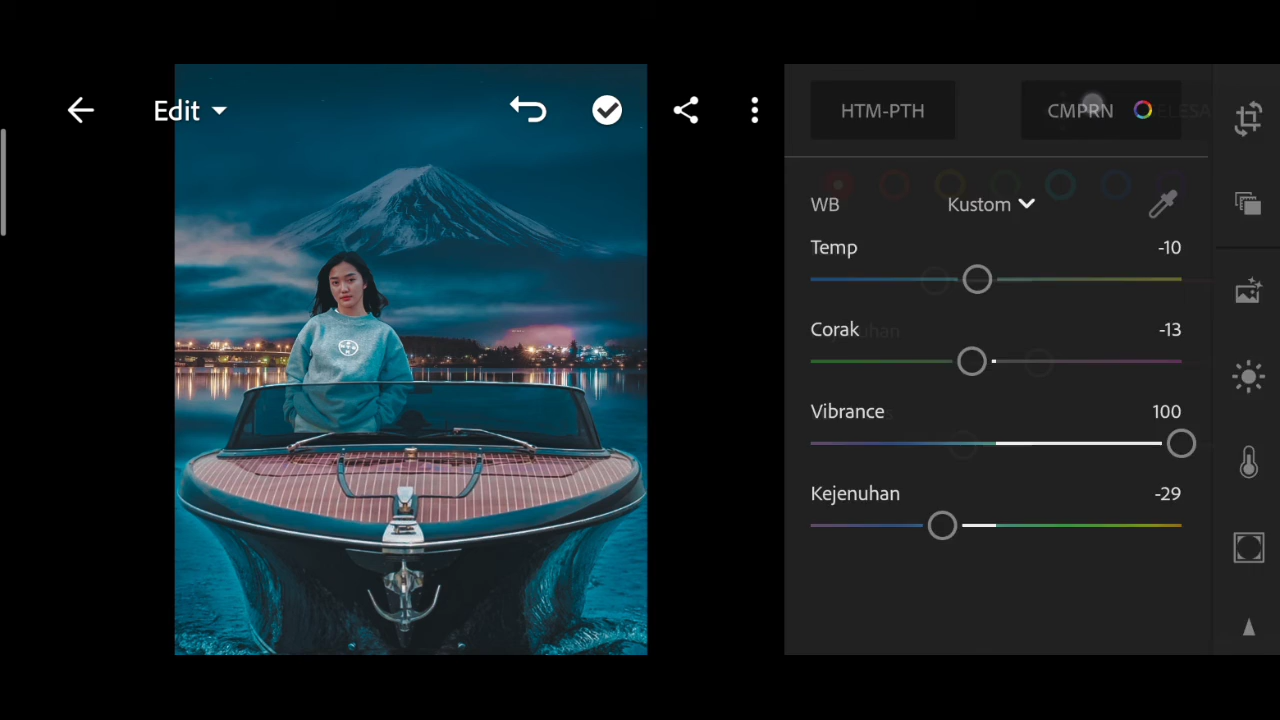 Edit
HTM-PTH
CMPRN
WB
Kustom
Temp
-10
Corak
-13
Vibrance
100
Kejenuhan
-29